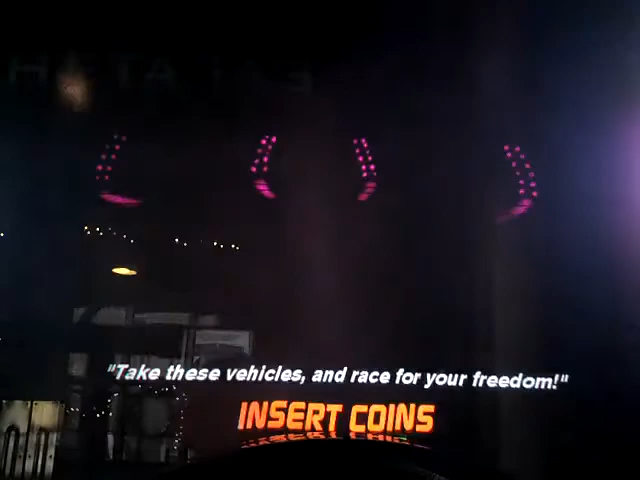 "Take these vehicles, and race for your freedom!"
INSERT COINS